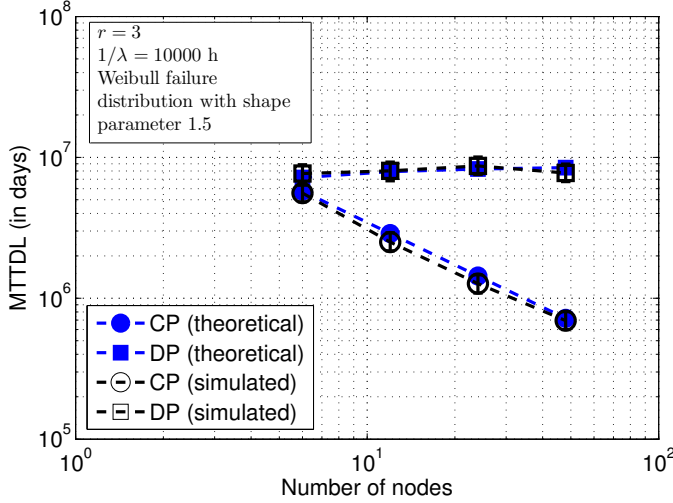 10^8
r = 3
1/λ = 10000 h
Weibull failure
distribution with shape
parameter 1.5
10^7
MTTDL (in days)
10^6
CP (theoretical)
DP (theoretical)
CP (simulated)
DP (simulated)
10^5
10^0
10^1
10^2
Number of nodes